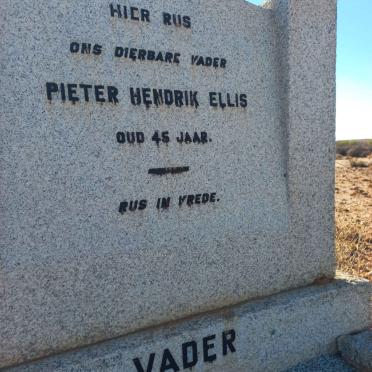 HIER RUS
ONS DIERBARE VADER
PIETER HENDRIK ELLIS
OUD 45 JAAR.
RUS IN VREDE.
VADER